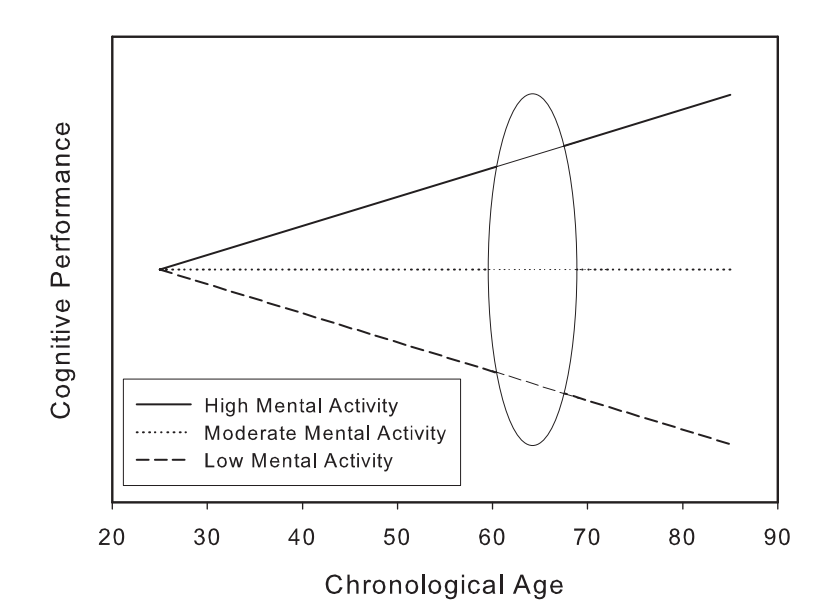 Cognitive Performance
High Mental Activity
Moderate Mental Activity
Low Mental Activity
20 30 40 50 60 70 80 90
Chronological Age